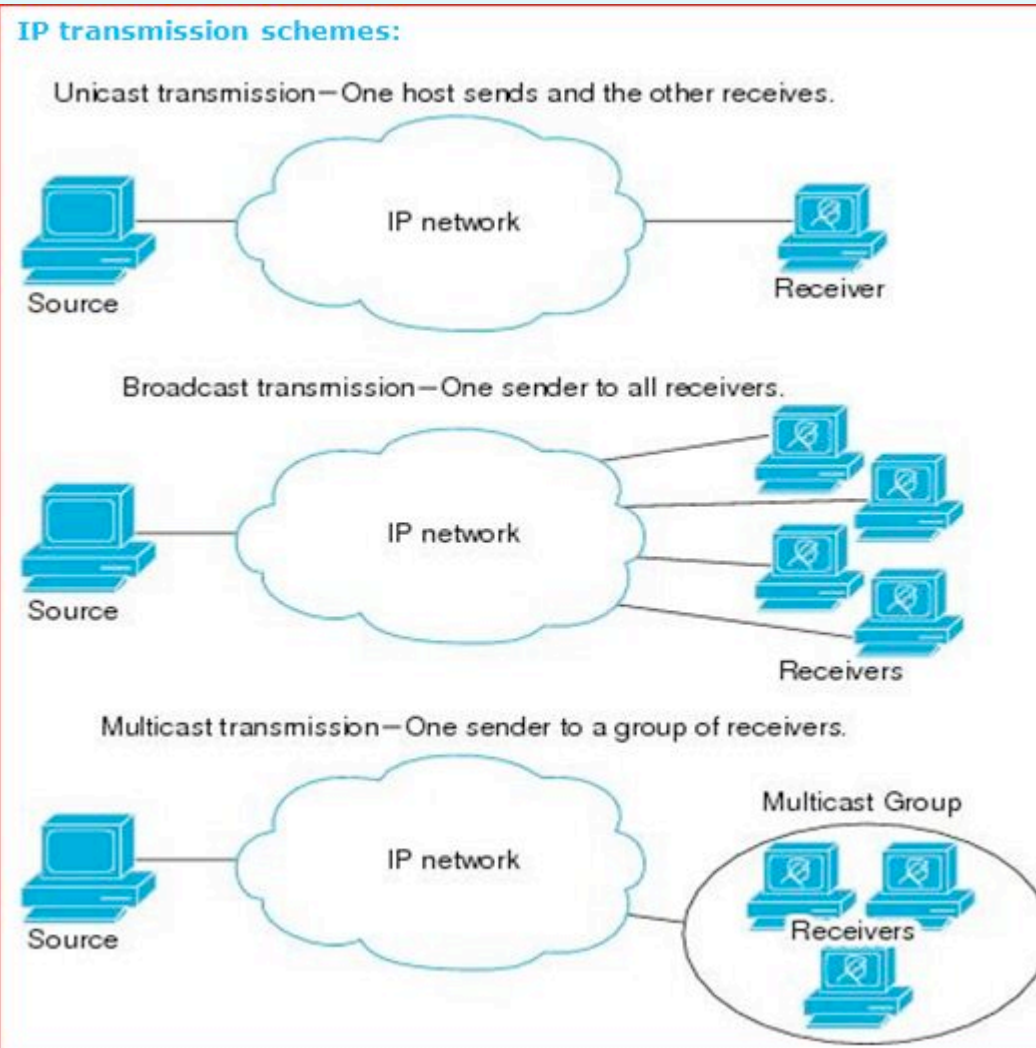 IP transmission schemes:
Unicast transmission—One host sends and the other receives.
IP network
Source
Receiver
Broadcast transmission—One sender to all receivers.
IP network
Source
Receivers
Multicast transmission—One sender to a group of receivers.
Multicast Group
IP network
Receivers
Source